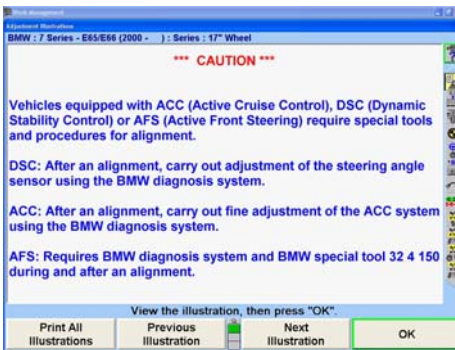 Adjustment Illustrations
BMW : 7 Series - E65/E66 (2000 -    ) : Series : 17" Wheel
*** CAUTION ***
Vehicles equipped with ACC (Active Cruise Control), DSC (Dynamic
Stability Control) or AFS (Active Front Steering) require special tools
and procedures for alignment.
DSC: After an alignment, carry out adjustment of the steering angle
sensor using the BMW diagnosis system.
ACC: After an alignment, carry out fine adjustment of the ACC system
using the BMW diagnosis system.
AFS: Requires BMW diagnosis system and BMW special tool 32 4 150
during and after an alignment.
View the illustration, then press "OK".
Print All
Illustrations
Previous
Illustration
Next
Illustration
OK